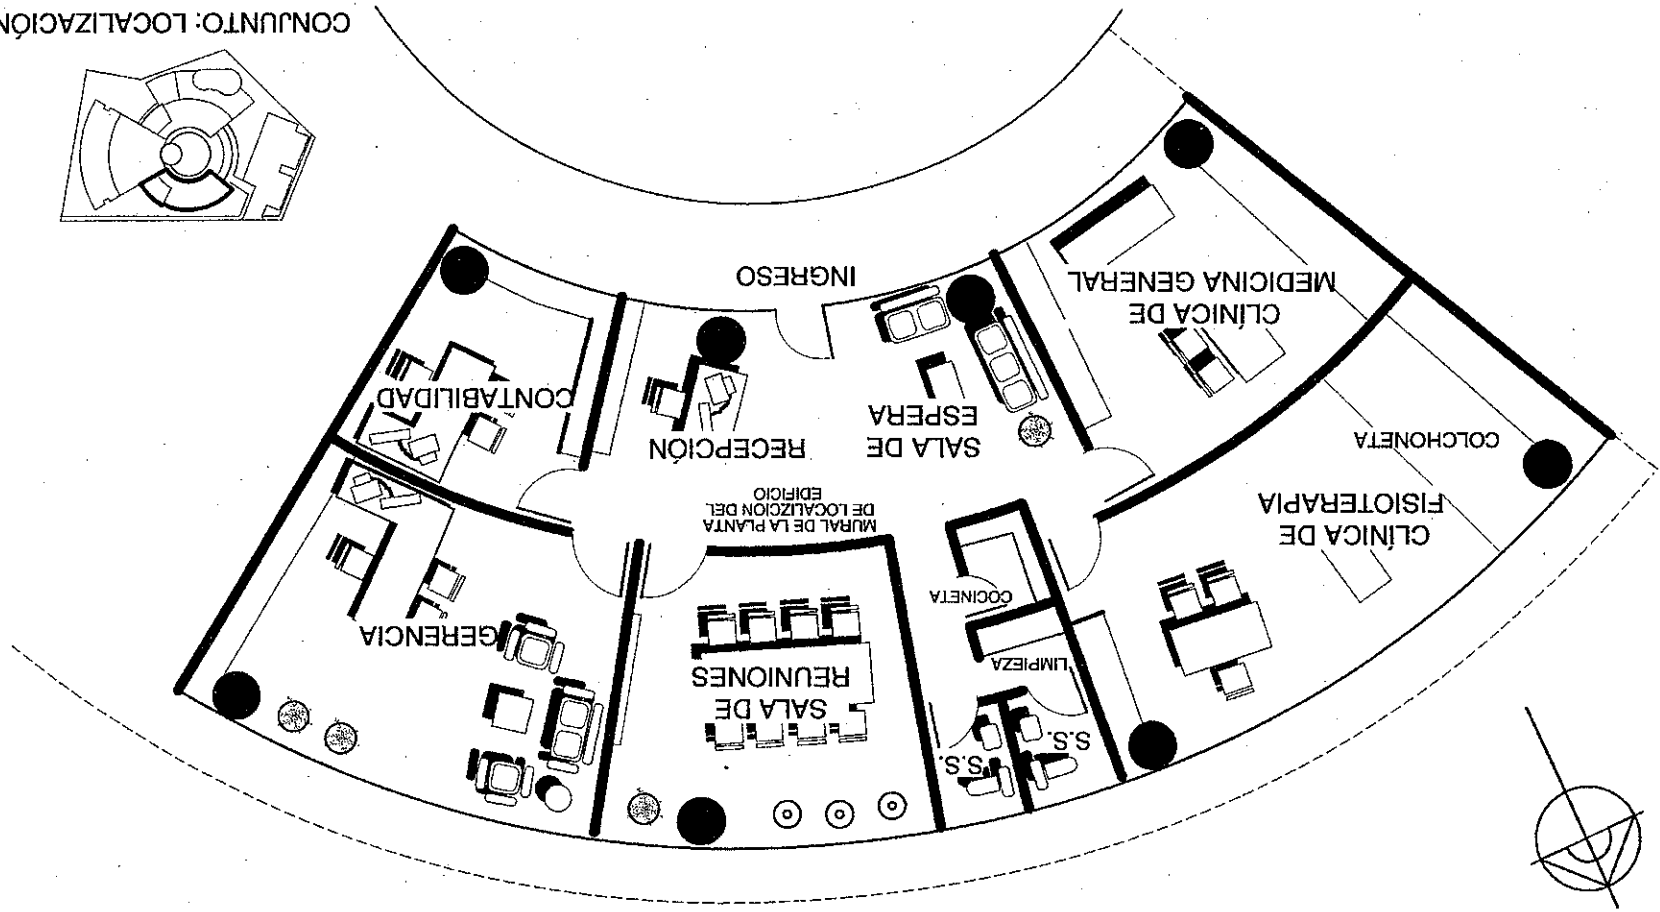 S.S.
S.S.
SALA DE
REUNIONES
LIMPIEZA
GERENCIA
COCINETA
CLÍNICA DE
FISIOTERAPIA
MURAL DE LA PLANTA
DE LOCALIZCION DEL
EDIFICIO
COLCHONETA
SALA DE
ESPERA
RECEPCIÓN
CONTABILIDAD
CLÍNICA DE
MEDICINA GENERAL
INGRESO
CONJUNTO: LOCALIZACIÓN